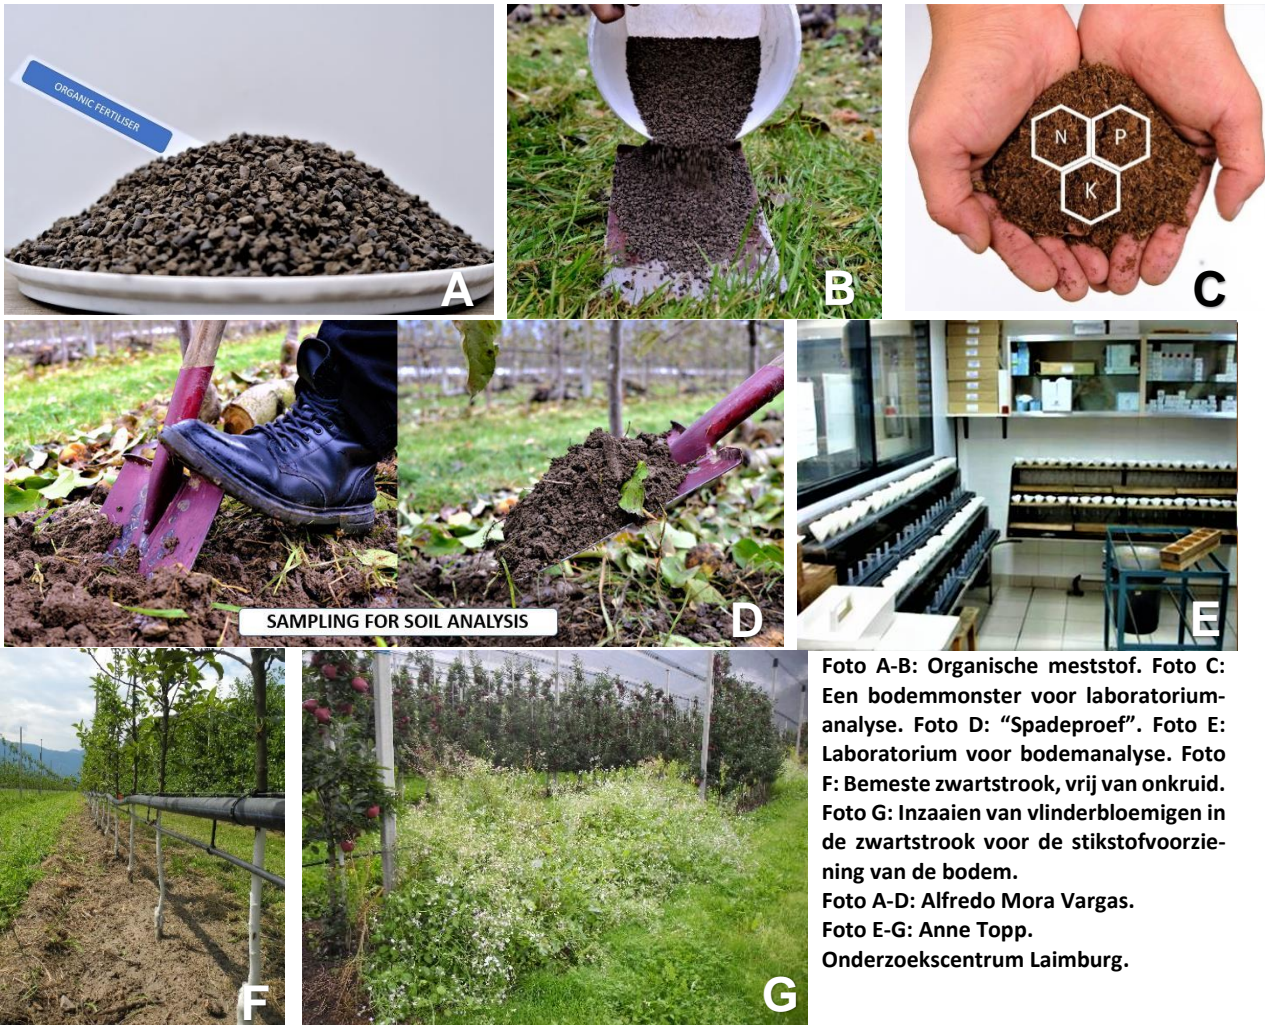 ORGANIC FERTILISER
A
B
N
P
K
C
SAMPLING FOR SOIL ANALYSIS
D
E
F
G
Foto A-B: Organische meststof. Foto C:
Een bodemmonster voor laboratorium-
analyse. Foto D: “Spadeproef”. Foto E:
Laboratorium voor bodemanalyse. Foto
F: Bemeste zwartstrook, vrij van onkruid.
Foto G: Inzaaien van vlinderbloemigen in
de zwartstrook voor de stikstofvoorzie-
ning van de bodem.
Foto A-D: Alfredo Mora Vargas.
Foto E-G: Anne Topp.
Onderzoekscentrum Laimburg.